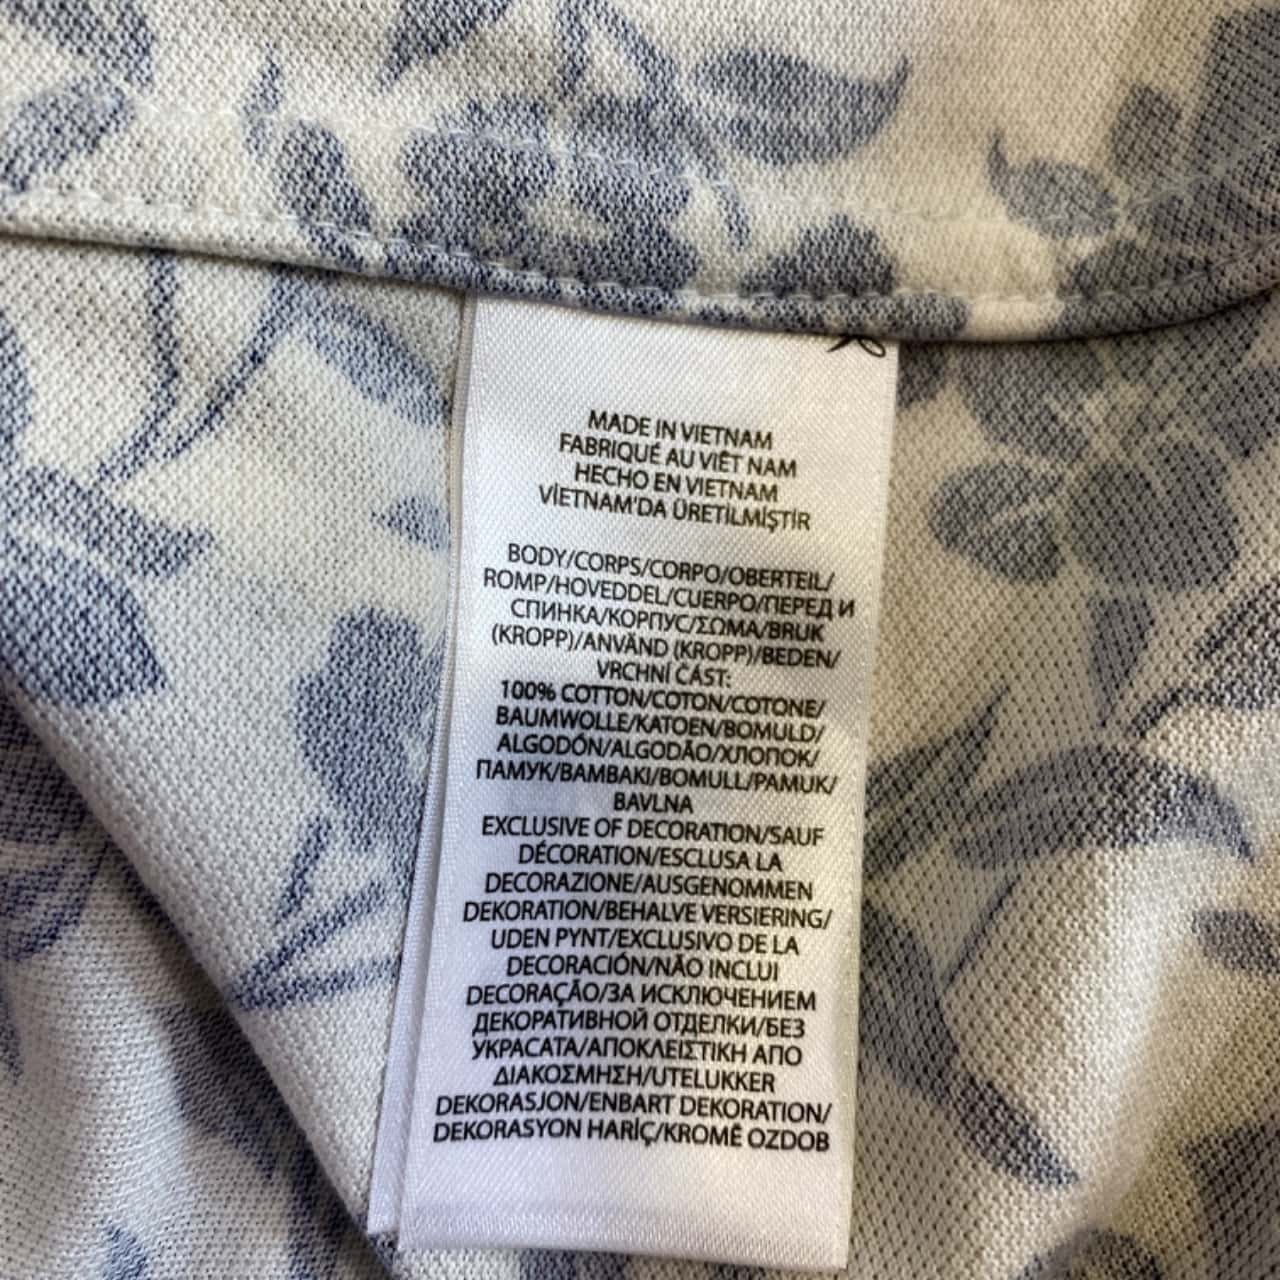 MADE IN VIETNAM
FABRIQUÉ AU VIÊT NAM
HECHO EN VIETNAM
VİETNAM'DA ÜRETİLMİŞTİR
BODY/CORPS/CORPO/OBERTEIL/
ROMP/HOVEDDEL/CUERPO/ПЕРЕД И
СПИНКА/КОРПУС/ΣΩΜΑ/BRUK
(KROPP)/ANVÄND (KROPP)/BEDEN/
VRCHNÍ ČÁST:
100% COTTON/COTON/COTONE/
BAUMWOLLE/KATOEN/BOMULD/
ALGODÓN/ALGODÃO/ХЛОПОК/
ПАМУК/ΒΑΜΒΑΚΙ/BOMULL/PAMUK/
BAVLNA
EXCLUSIVE OF DECORATION/SAUF
DÉCORATION/ESCLUSA LA
DECORAZIONE/AUSGENOMMEN
DEKORATION/BEHALVE VERSIERING/
UDEN PYNT/EXCLUSIVO DE LA
DECORACIÓN/NÃO INCLUI
DECORAÇÃO/ЗА ИСКЛЮЧЕНИЕМ
ДЕКОРАТИВНОЙ ОТДЕЛКИ/БЕЗ
УКРАСАТА/ΑΠΟΚΛΕΙΣΤΙΚΗ ΑΠΟ
ΔΙΑΚΟΣΜΗΣΗ/UTELUKKER
DEKORASJON/ENBART DEKORATION/
DEKORASYON HARİÇ/KROMĚ OZDOB